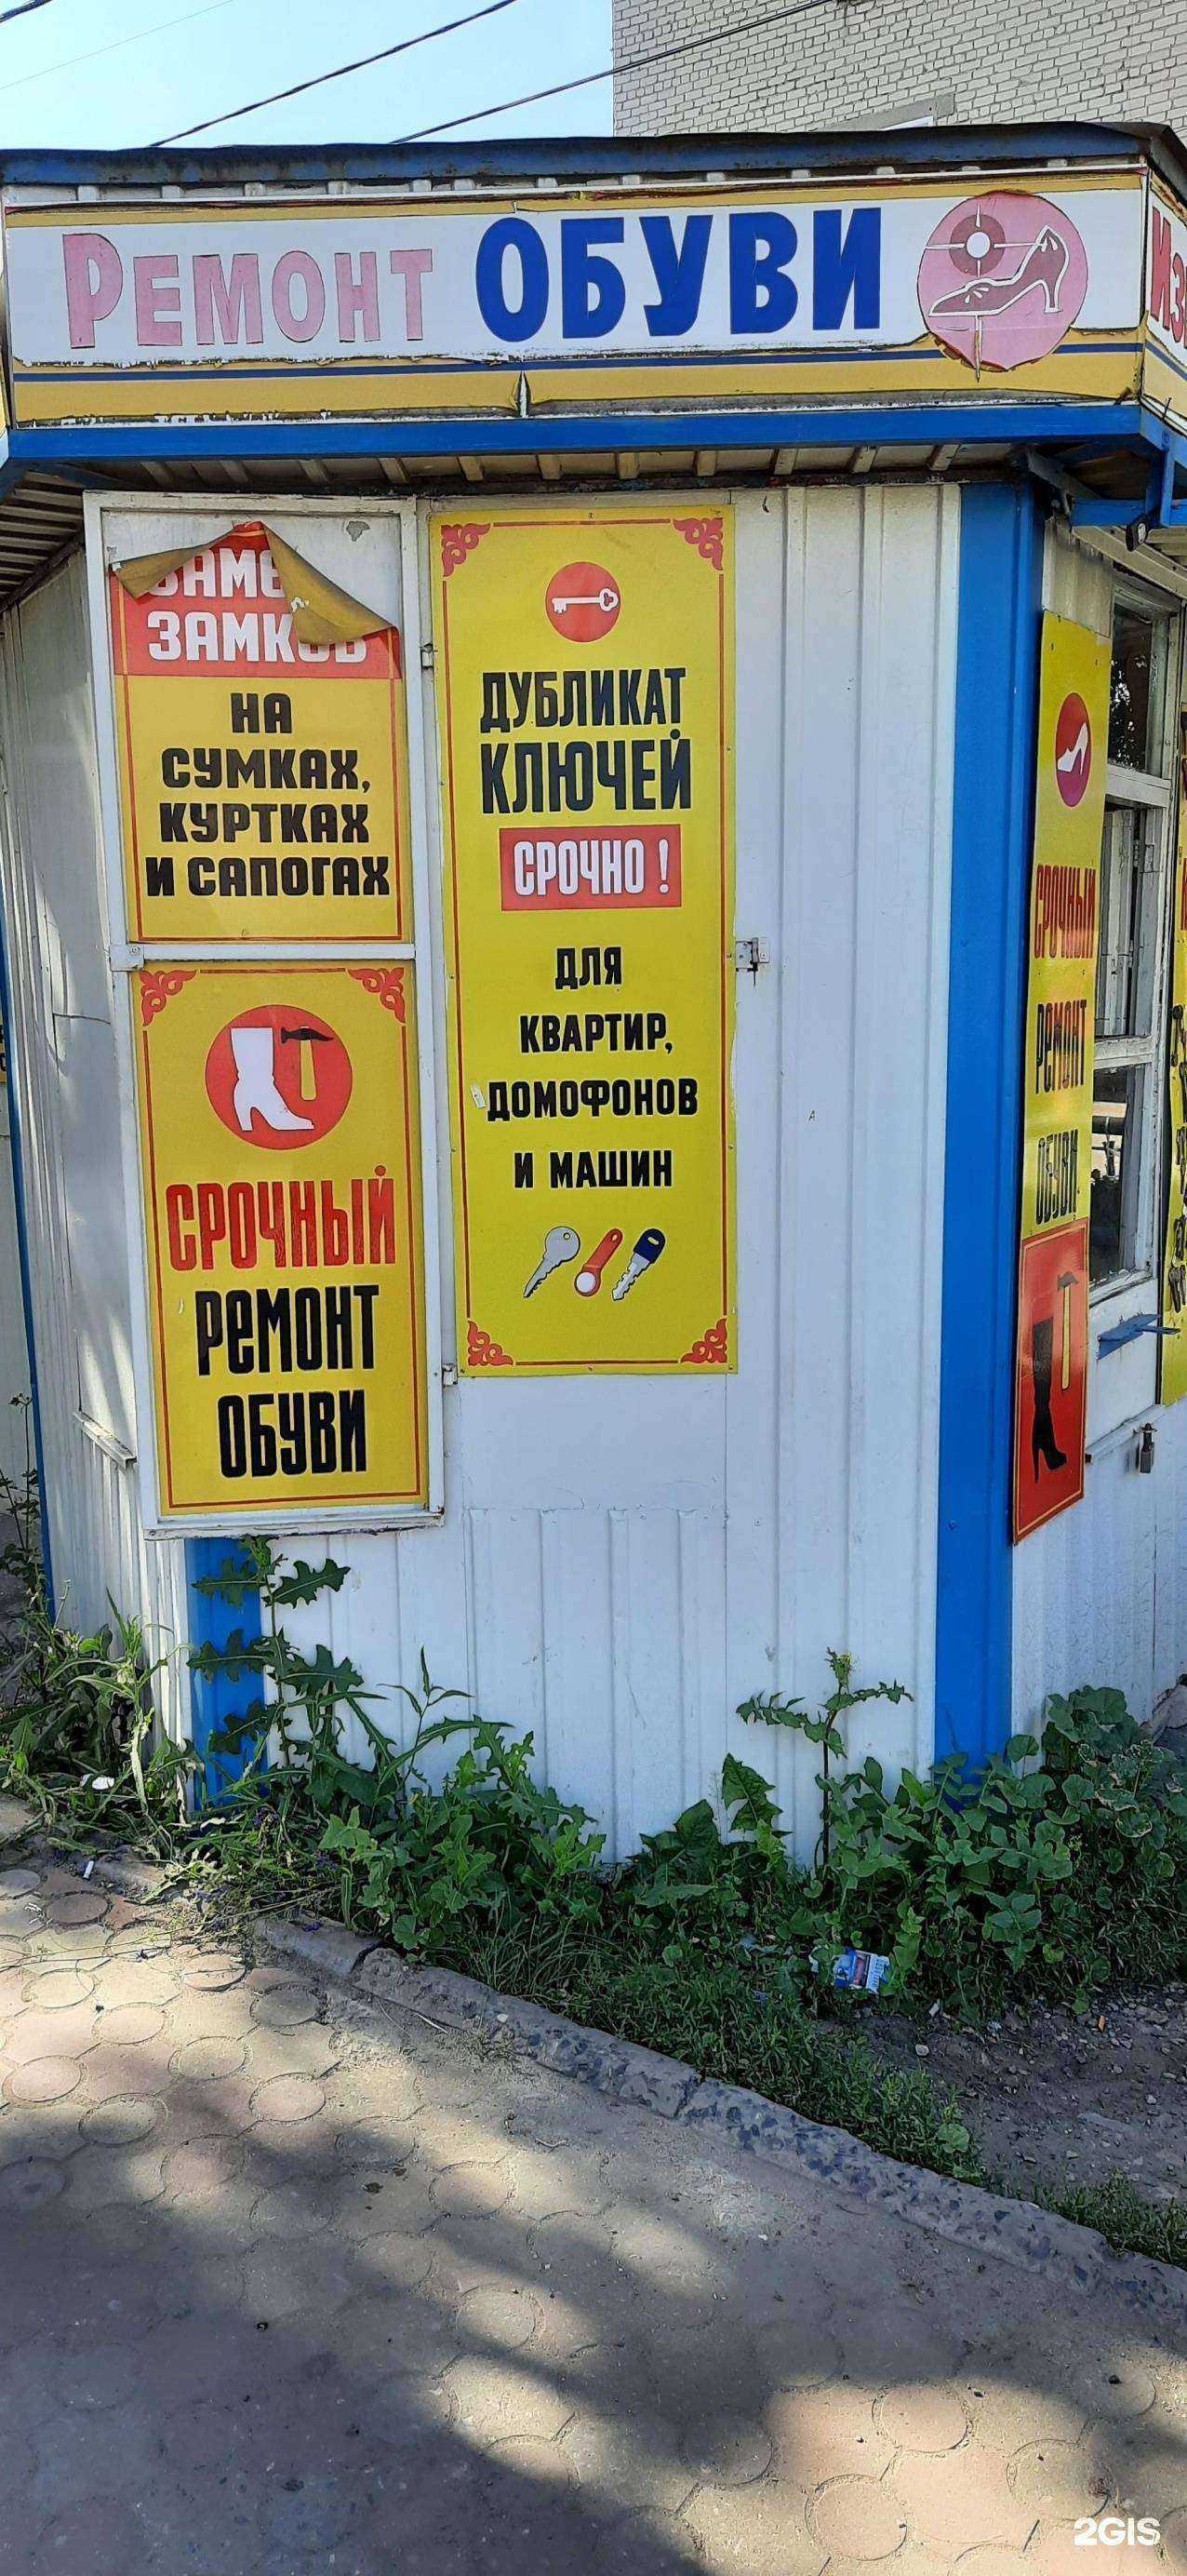 Ремонт ОБУВИ
ЗАМКОВ
НА
СУМКАХ,
КУРТКАХ
И САПОГАХ
СРОЧНЫЙ
РЕМОНТ
ОБУВИ
ДУБЛИКАТ
КЛЮЧЕЙ
СРОЧНО!
ДЛЯ
КВАРТИР,
ДОМОФОНОВ
И МАШИН
СРОЧНЫЙ
РЕМОНТ
ОБУВИ
2GIS